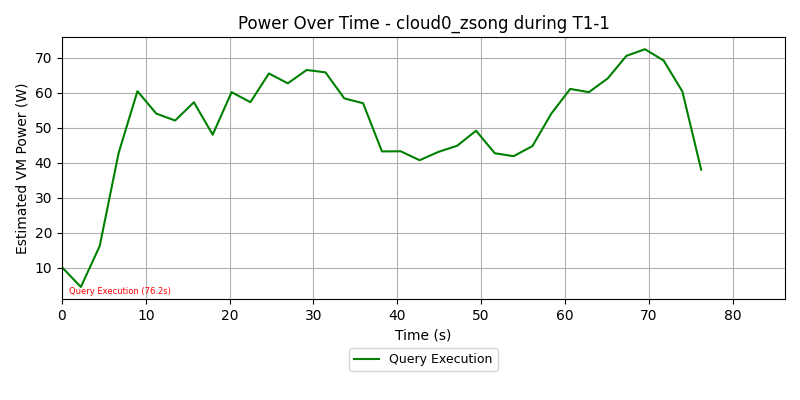 Power Over Time - cloud0_zsong during T1-1
Estimated VM Power (W)
70
60
50
40
30
20
10
Query Execution (76.2s)
0 10 20 30 40 50 60 70 80
Time (s)
Query Execution